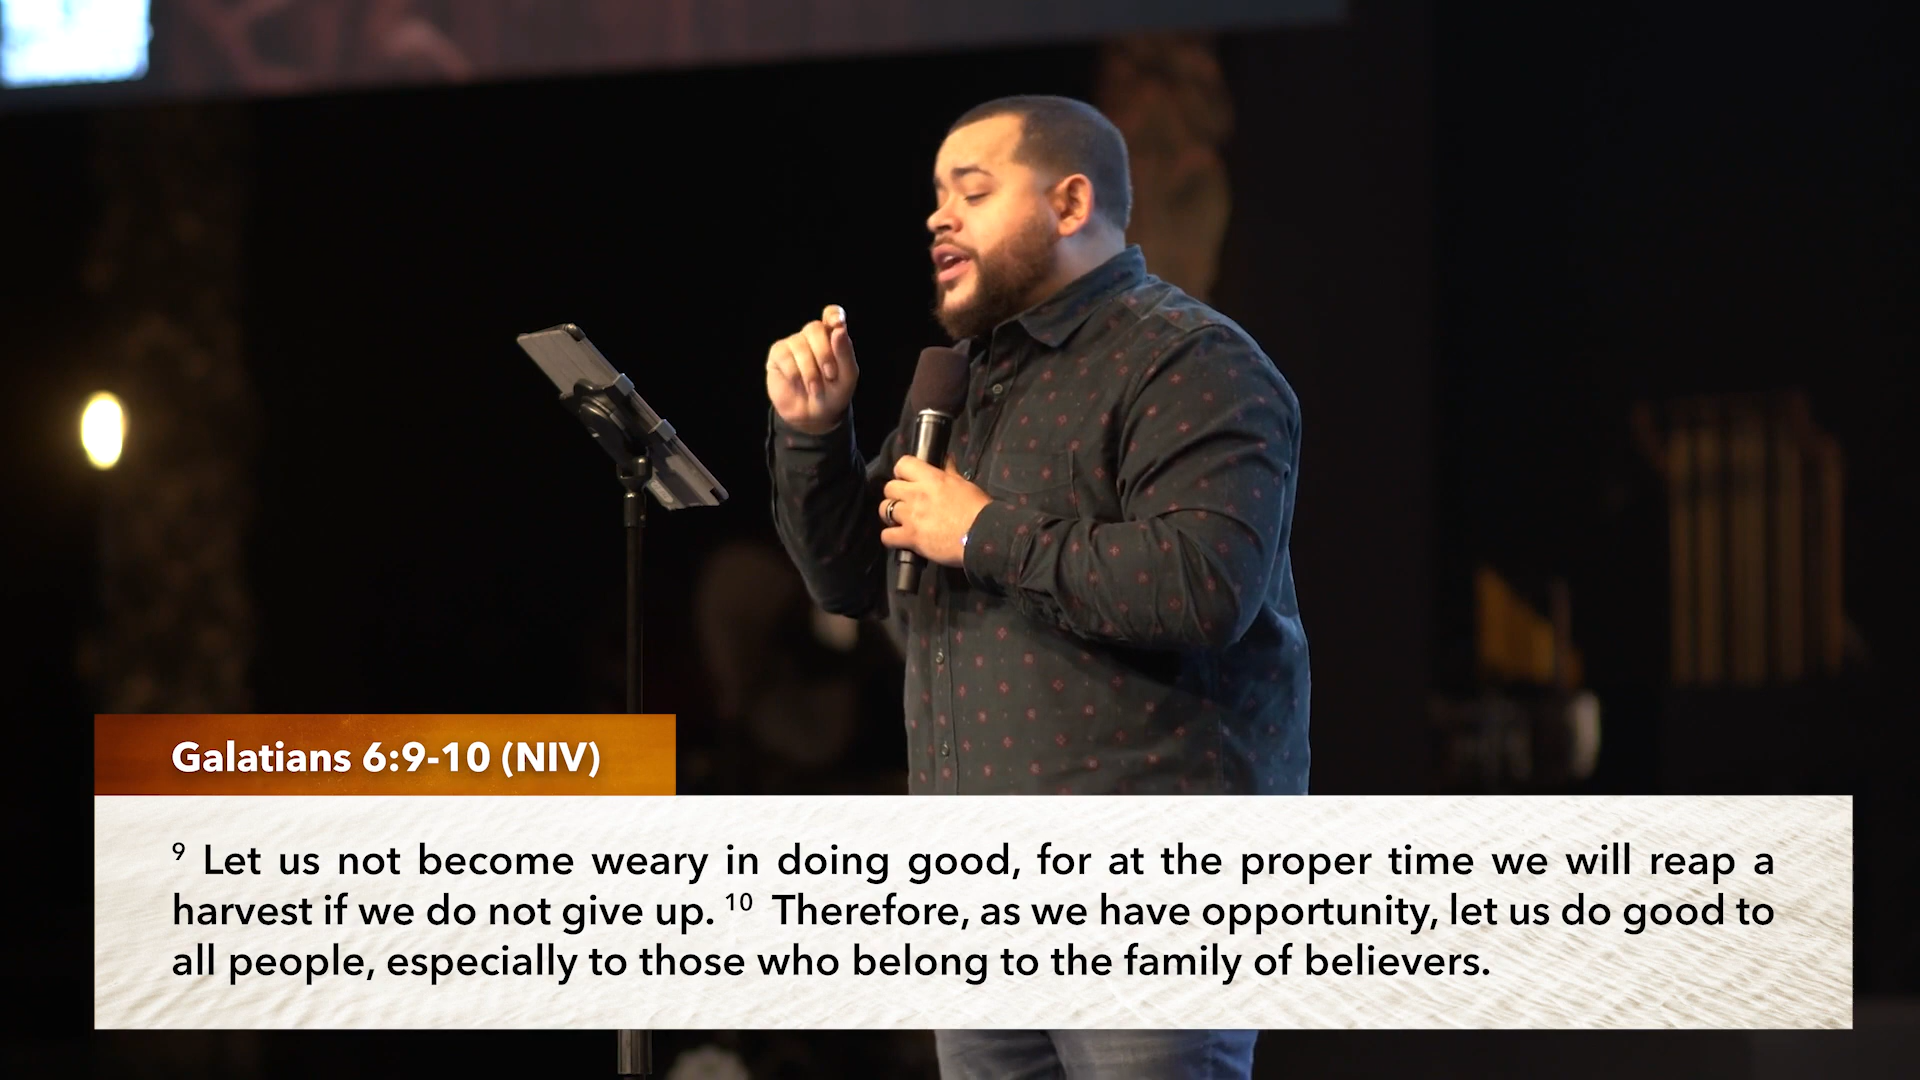 Galatians 6:9-10 (NIV)
9 Let us not become weary in doing good, for at the proper time we will reap a
harvest if we do not give up. 10 Therefore, as we have opportunity, let us do good to
all people, especially to those who belong to the family of believers.